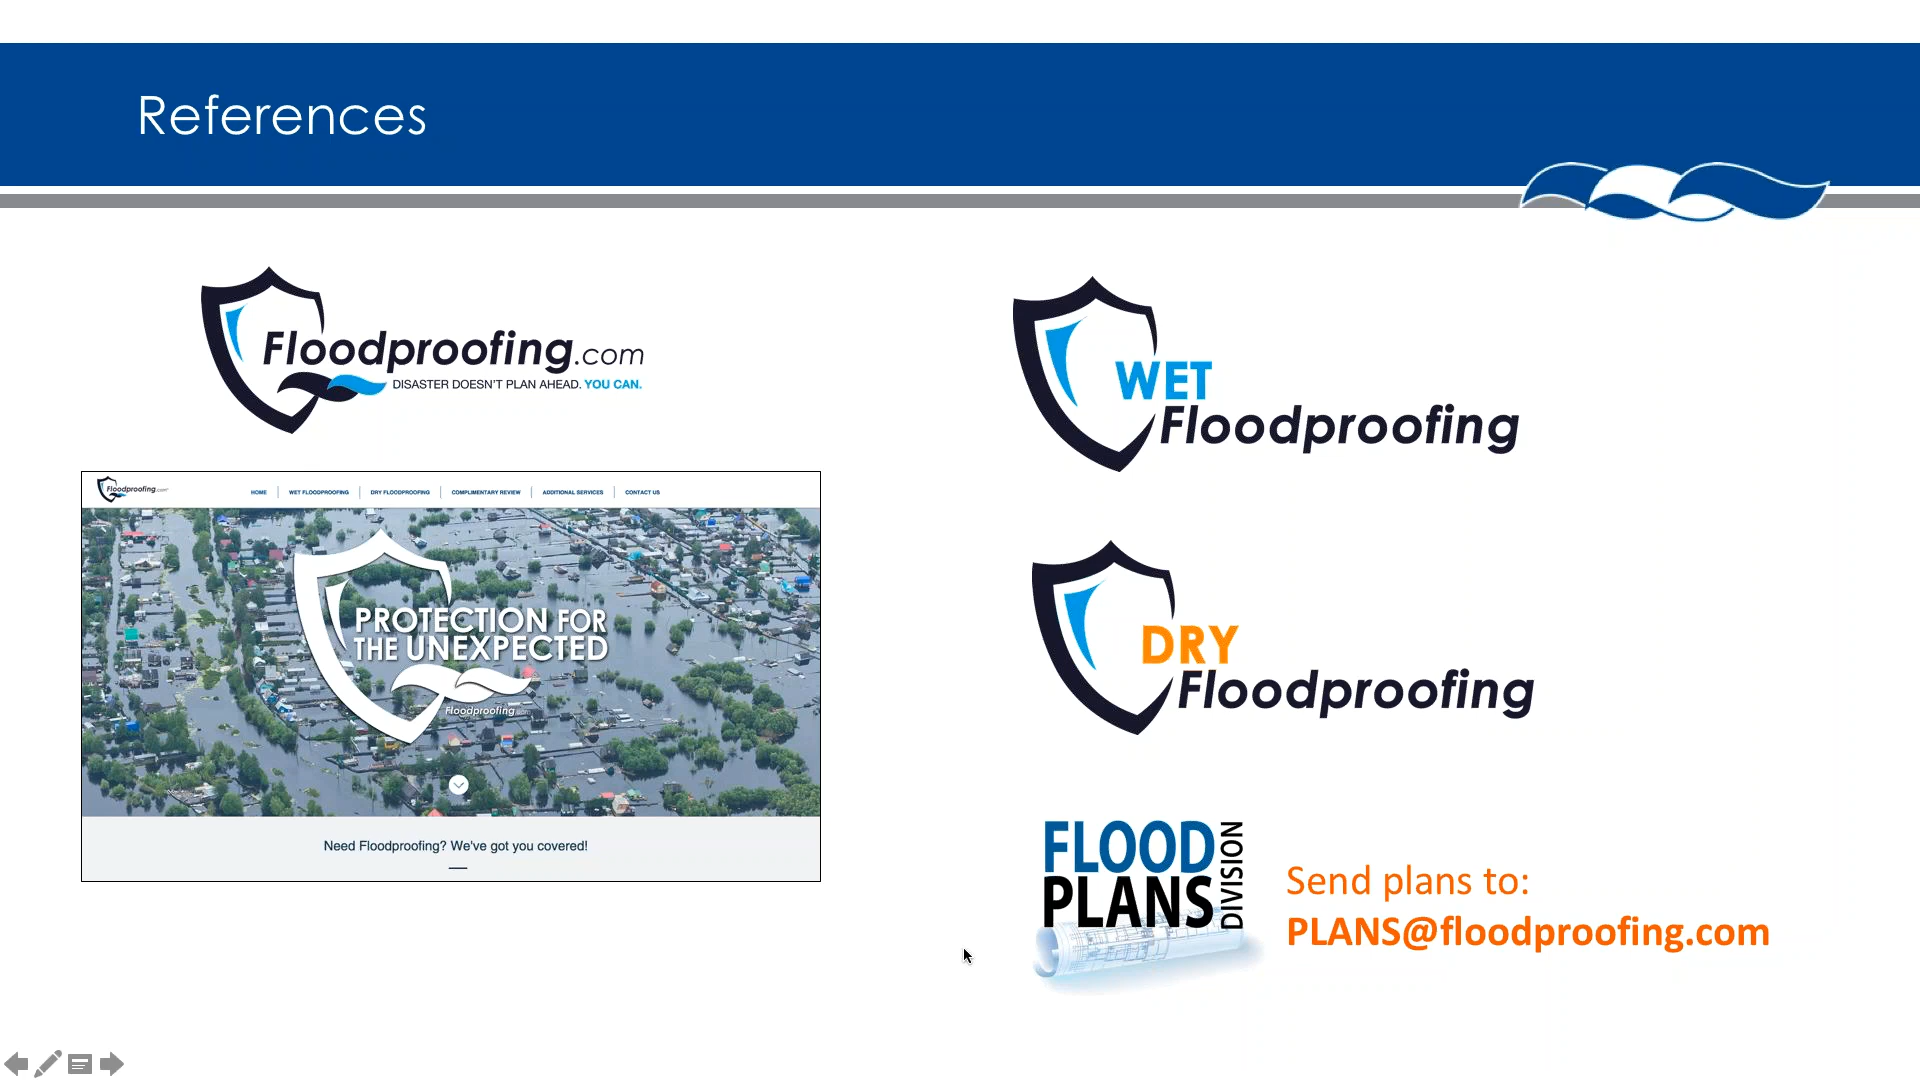 References
Floodproofing.com
DISASTER DOESN'T PLAN AHEAD. YOU CAN.
Floodproofing.com
HOME
WET FLOODPROOFING
DRY FLOODPROOFING
COMPLIMENTARY REVIEW
ADDITIONAL SERVICES
CONTACT US
PROTECTION FOR
THE UNEXPECTED
Floodproofing.com
Need Floodproofing? We've got you covered!
WET
Floodproofing
DRY
Floodproofing
FLOOD
PLANS
DIVISION
Send plans to:
PLANS@floodproofing.com